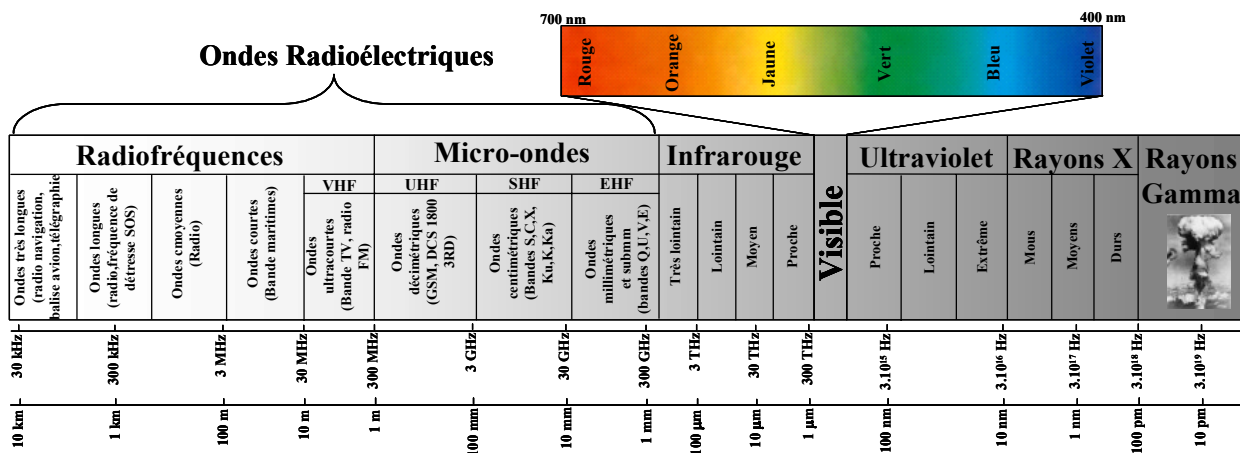 700 nm
400 nm
Rouge
Orange
Jaune
Vert
Bleu
Violet
Ondes Radioélectriques
Radiofréquences
Micro-ondes
Infrarouge
Visible
Ultraviolet
Rayons X
Rayons
Gamma
VHF
UHF
SHF
EHF
Ondes très longues
(radio navigation,
balise avion,télégraphie
Ondes longues
(radio,fréquence de
détresse SOS)
Ondes cmoyennes
(Radio)
Ondes courtes
(Bande maritimes)
Ondes
ultracourtes
(Bande TV, radio
FM)
Ondes
décimétriques
(GSM, DCS 1800
3RD)
Ondes
centimétriques
(Bandes S,C,X,
Ku,K,Ka)
Ondes
millimétriques
et submm
(bandes Q,U,V,E)
Très lointain
Lointain
Moyen
Proche
Proche
Lointain
Extrême
Mous
Moyens
Durs
30 kHz
300 kHz
3 MHz
30 MHz
300 MHz
3 GHz
30 GHz
300 GHz
3 THz
30 THz
300 THz
3.10¹⁵ Hz
3.10¹⁶ Hz
3.10¹⁷ Hz
3.10¹⁸ Hz
3.10¹⁹ Hz
10 km
1 km
100 m
10 m
1 m
100 mm
10 mm
1 mm
100 µm
10 µm
1 µm
100 nm
10 nm
1 nm
100 pm
10 pm